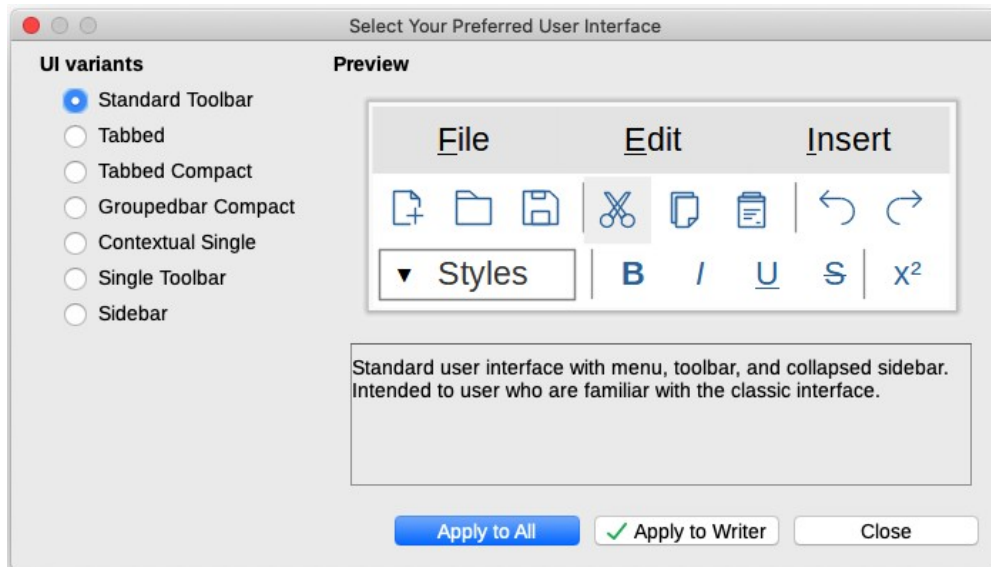 Select Your Preferred User Interface
UI variants
Standard Toolbar
Tabbed
Tabbed Compact
Groupedbar Compact
Contextual Single
Single Toolbar
Sidebar
Preview
File Edit Insert
Styles B I U S x²
Standard user interface with menu, toolbar, and collapsed sidebar.
Intended to user who are familiar with the classic interface.
Apply to All Apply to Writer Close